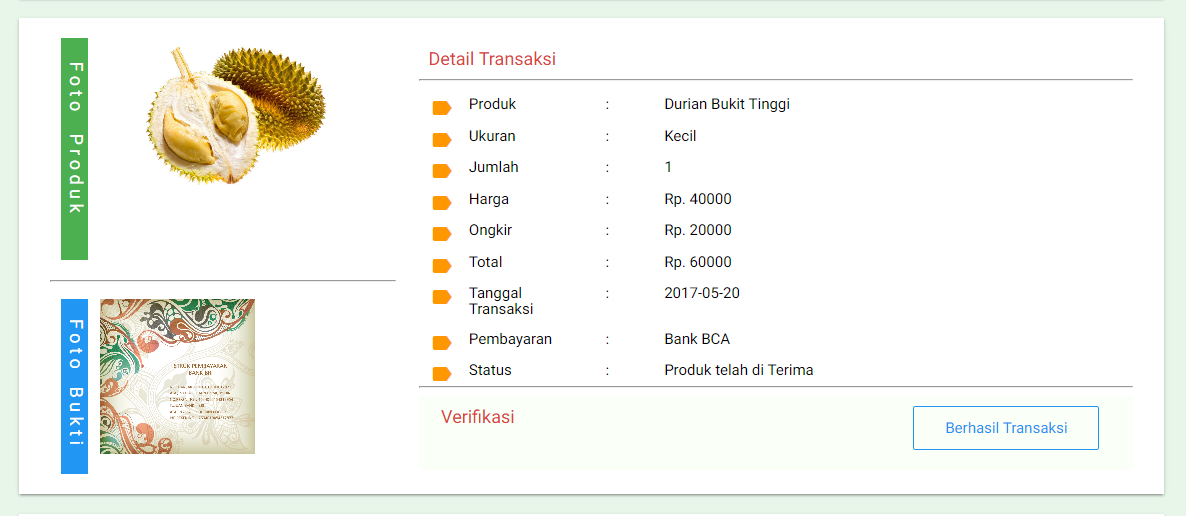 Foto Produk
Detail Transaksi
Produk : Durian Bukit Tinggi
Ukuran : Kecil
Jumlah : 1
Harga : Rp. 40000
Ongkir : Rp. 20000
Total : Rp. 60000
Tanggal Transaksi : 2017-05-20
Pembayaran : Bank BCA
Status : Produk telah di Terima
Foto Bukti
STRUK PEMBAYARAN
BANK BRI
Verifikasi
Berhasil Transaksi